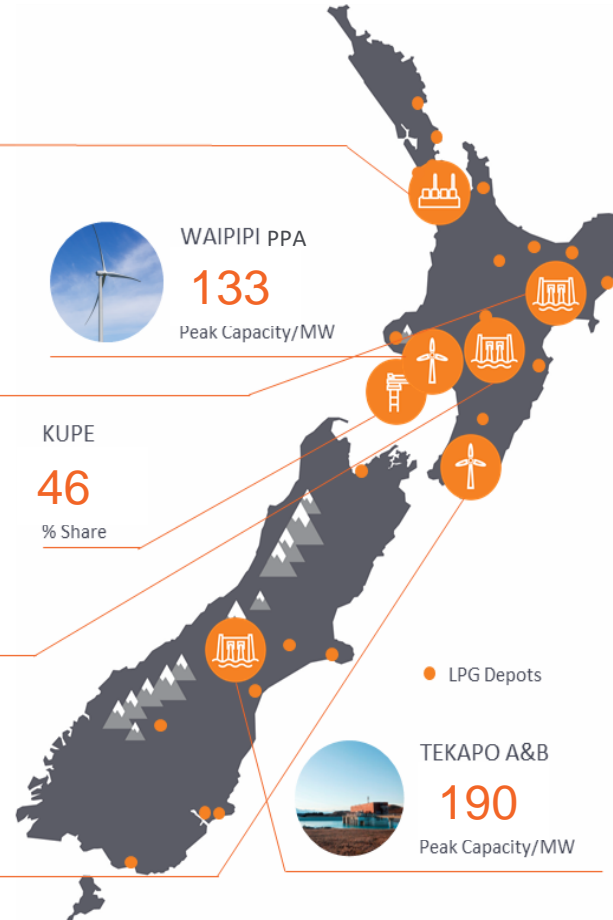 WAIPIPI PPA
133
Peak Capacity/MW
KUPE
46
% Share
LPG Depots
TEKAPO A&B
190
Peak Capacity/MW